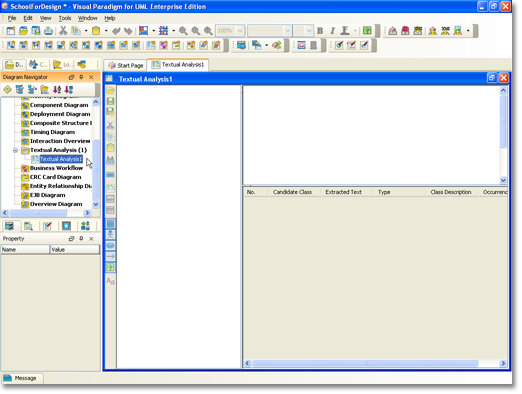 SchoolForDesign * - Visual Paradigm for UML Enterprise Edition
File Edit View Tools Window Help
100%
B I
D.. C.. Lo..
Start Page Textual Analysis1
Diagram Navigator
Textual Analysis1
Component Diagram
Deployment Diagram
Composite Structure
Timing Diagram
Interaction Overview
Textual Analysis (1)
Textual Analysis1
Business Workflow
CRC Card Diagram
Entity Relationship Dia
EJB Diagram
Overview Diagram
No. Candidate Class Extracted Text Type Class Description Occurrenc
Property
Name Value
Message